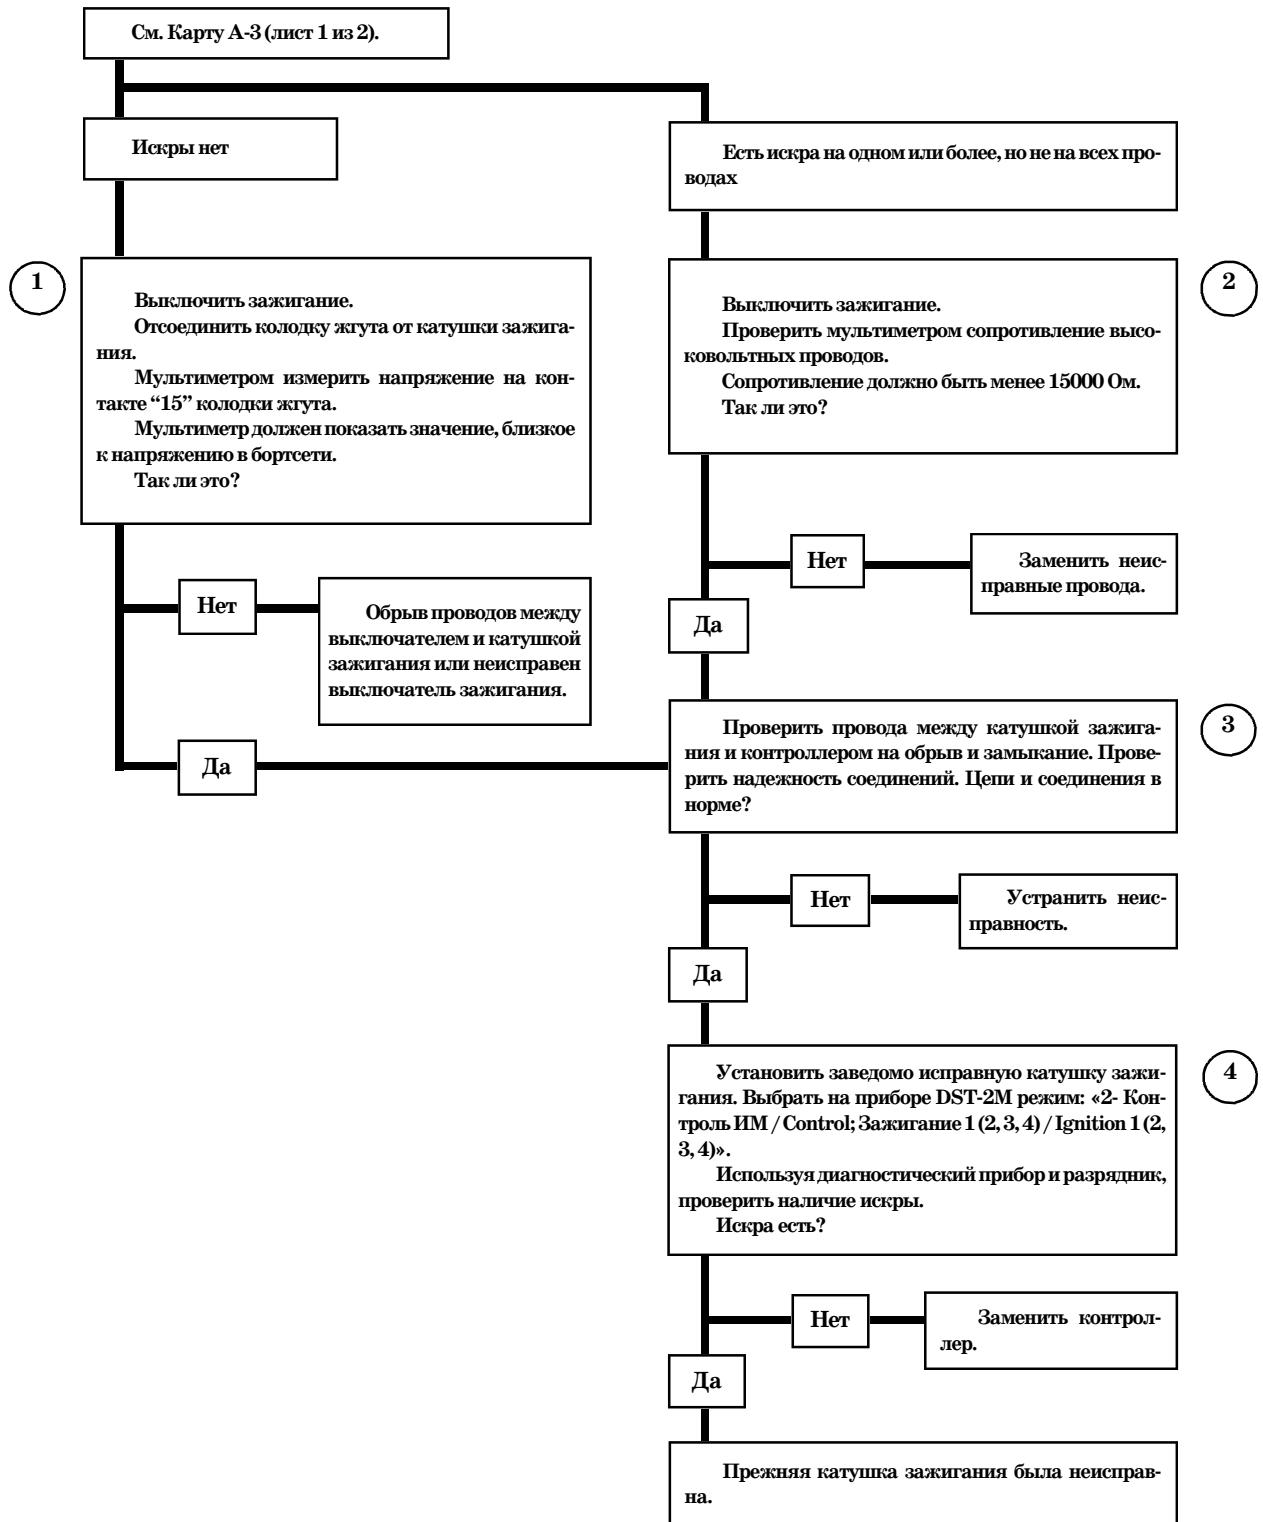 См. Карту А-3 (лист 1 из 2).
Искры нет
Есть искра на одном или более, но не на всех про-
водах
1
Выключить зажигание.
Отсоединить колодку жгута от катушки зажига-
ния.
Мультиметром измерить напряжение на кон-
такте “15” колодки жгута.
Мультиметр должен показать значение, близкое
к напряжению в бортсети.
Так ли это?
2
Выключить зажигание.
Проверить мультиметром сопротивление высо-
ковольтных проводов.
Сопротивление должно быть менее 15000 Ом.
Так ли это?
Нет
Заменить неис-
правные провода.
Нет
Обрыв проводов между
выключателем и катушкой
зажигания или неисправен
выключатель зажигания.
Да
Да
3
Проверить провода между катушкой зажига-
ния и контроллером на обрыв и замыкание. Прове-
рить надежность соединений. Цепи и соединения в
норме?
Нет
Устранить неис-
правность.
Да
4
Установить заведомо исправную катушку зажи-
гания. Выбрать на приборе DST-2M режим: «2- Кон-
троль ИМ / Control; Зажигание 1 (2, 3, 4) / Ignition 1 (2,
3, 4)».
Используя диагностический прибор и разрядник,
проверить наличие искры.
Искра есть?
Нет
Заменить контрол-
лер.
Да
Прежняя катушка зажигания была неисправ-
на.